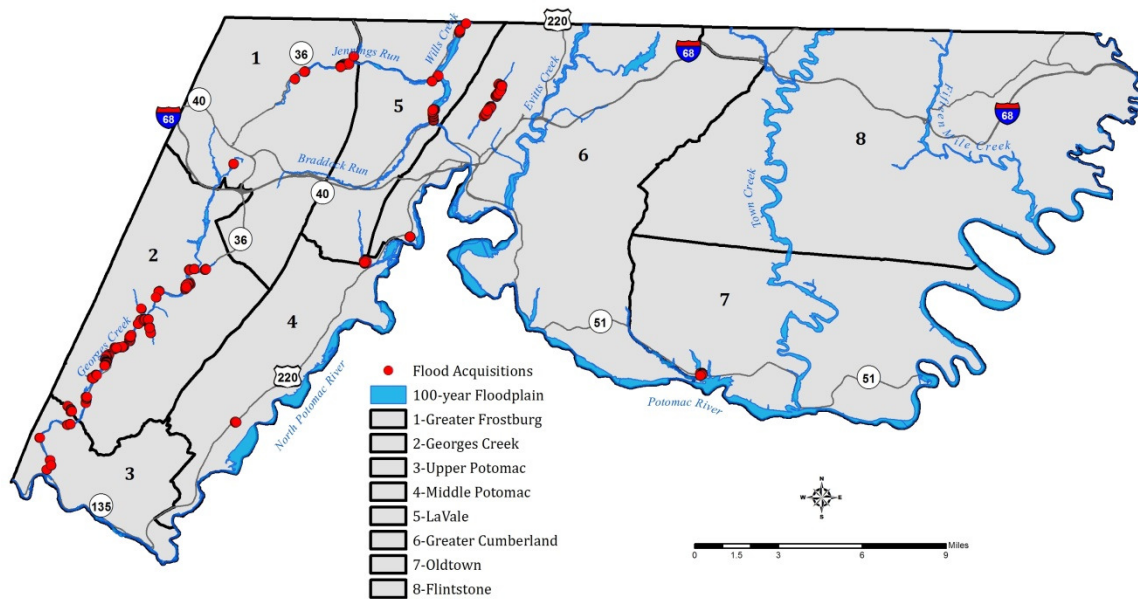 220
68
36
Jennings Run
Wills Creek
1
40
68
5
Evitts Creek
Fifteen Mile Creek
68
8
6
Braddock Run
40
Town Creek
36
2
7
4
51
Georges Creek
220
North Potomac River
Potomac River
51
3
135
Flood Acquisitions
100-year Floodplain
1-Greater Frostburg
2-Georges Creek
3-Upper Potomac
4-Middle Potomac
5-LaVale
6-Greater Cumberland
7-Oldtown
8-Flintstone
N
W E
S
Miles
0 1.5 3 6 9